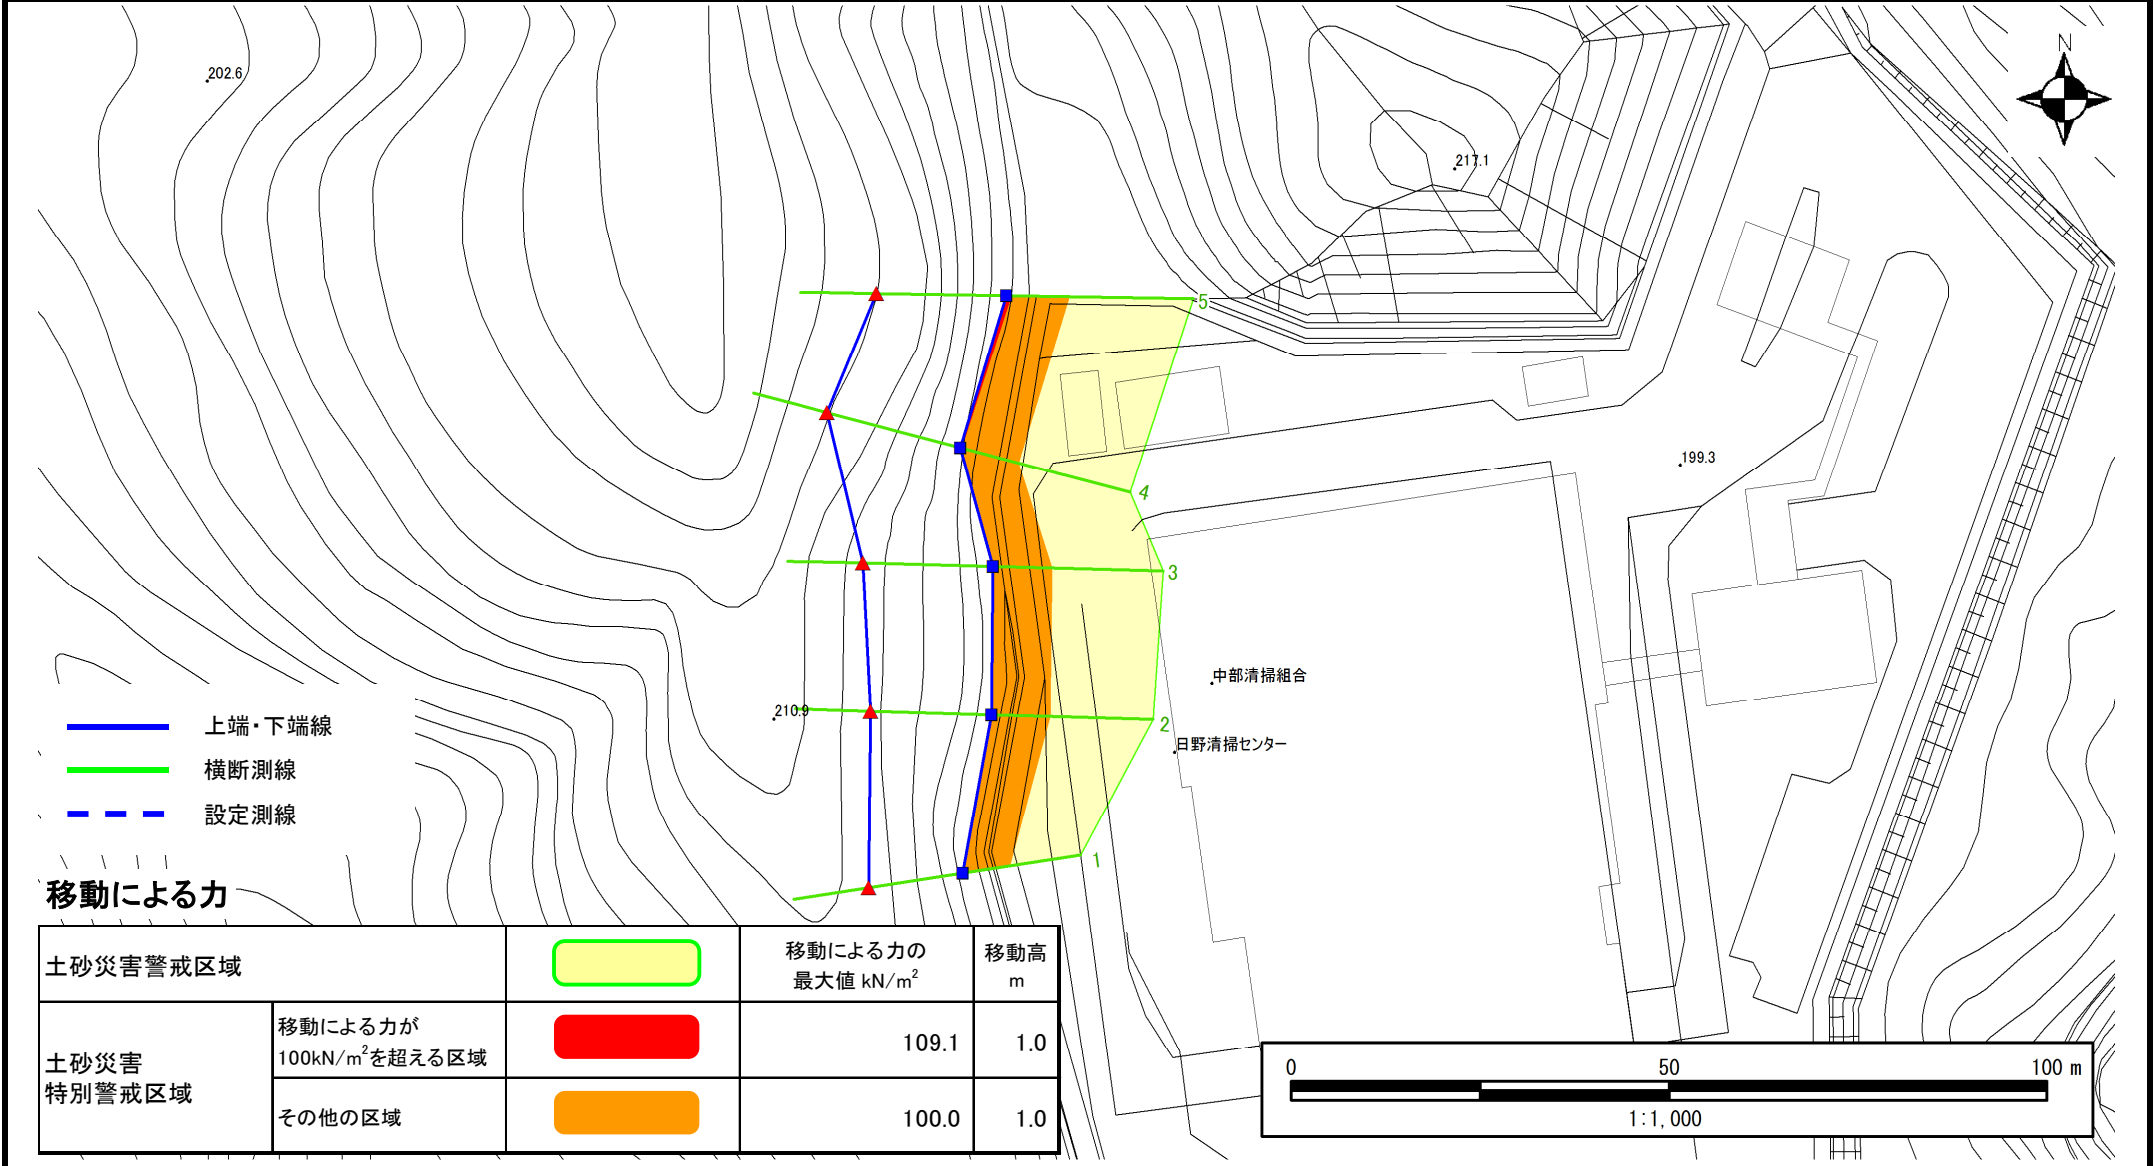 202.6
N
217.1
5
199.3
4
3
中部清掃組合
210.9
2
日野清掃センター
1
上端・下端線
横断測線
設定測線
移動による力
土砂災害警戒区域
移動による力の
最大値 kN/m²
移動高
m
土砂災害
特別警戒区域
移動による力が
100kN/m²を超える区域
109.1
1.0
その他の区域
100.0
1.0
0 50 100 m
1:1,000